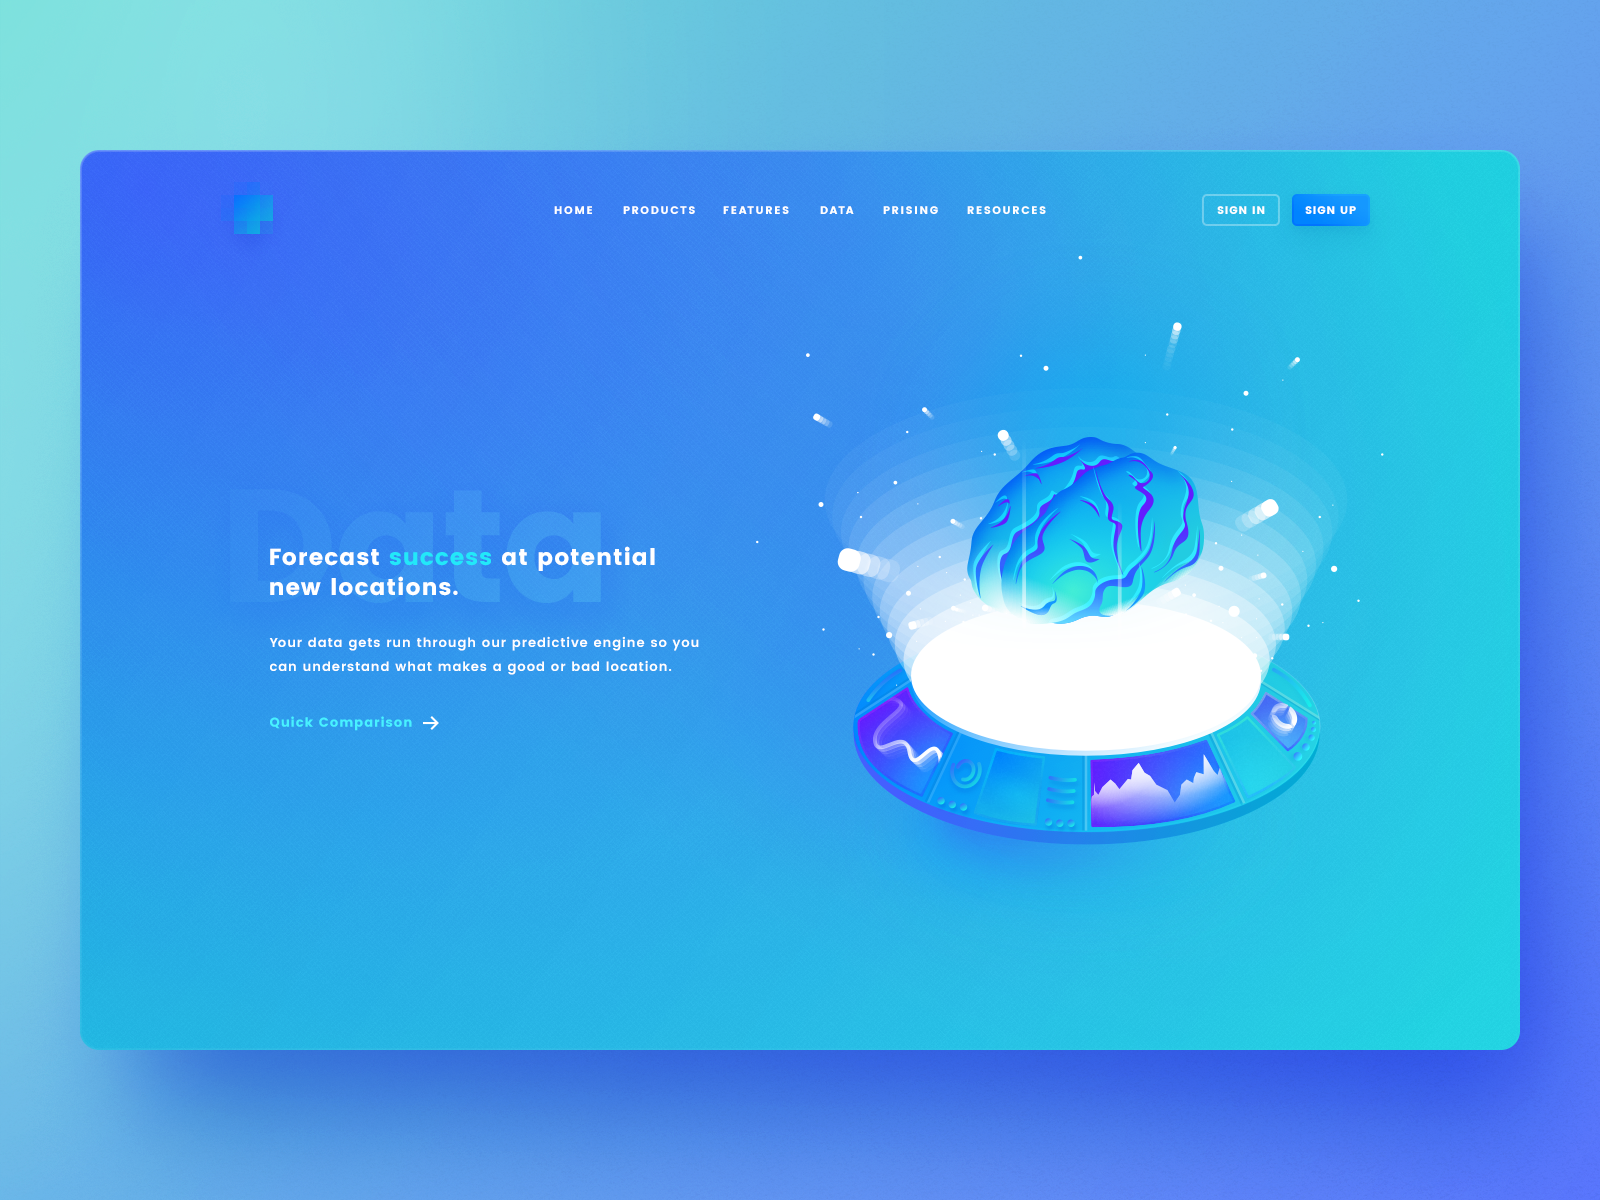 HOME PRODUCTS FEATURES DATA PRISING RESOURCES SIGN IN SIGN UP
Data
Forecast success at potential
new locations.
Your data gets run through our predictive engine so you
can understand what makes a good or bad location.
Quick Comparison